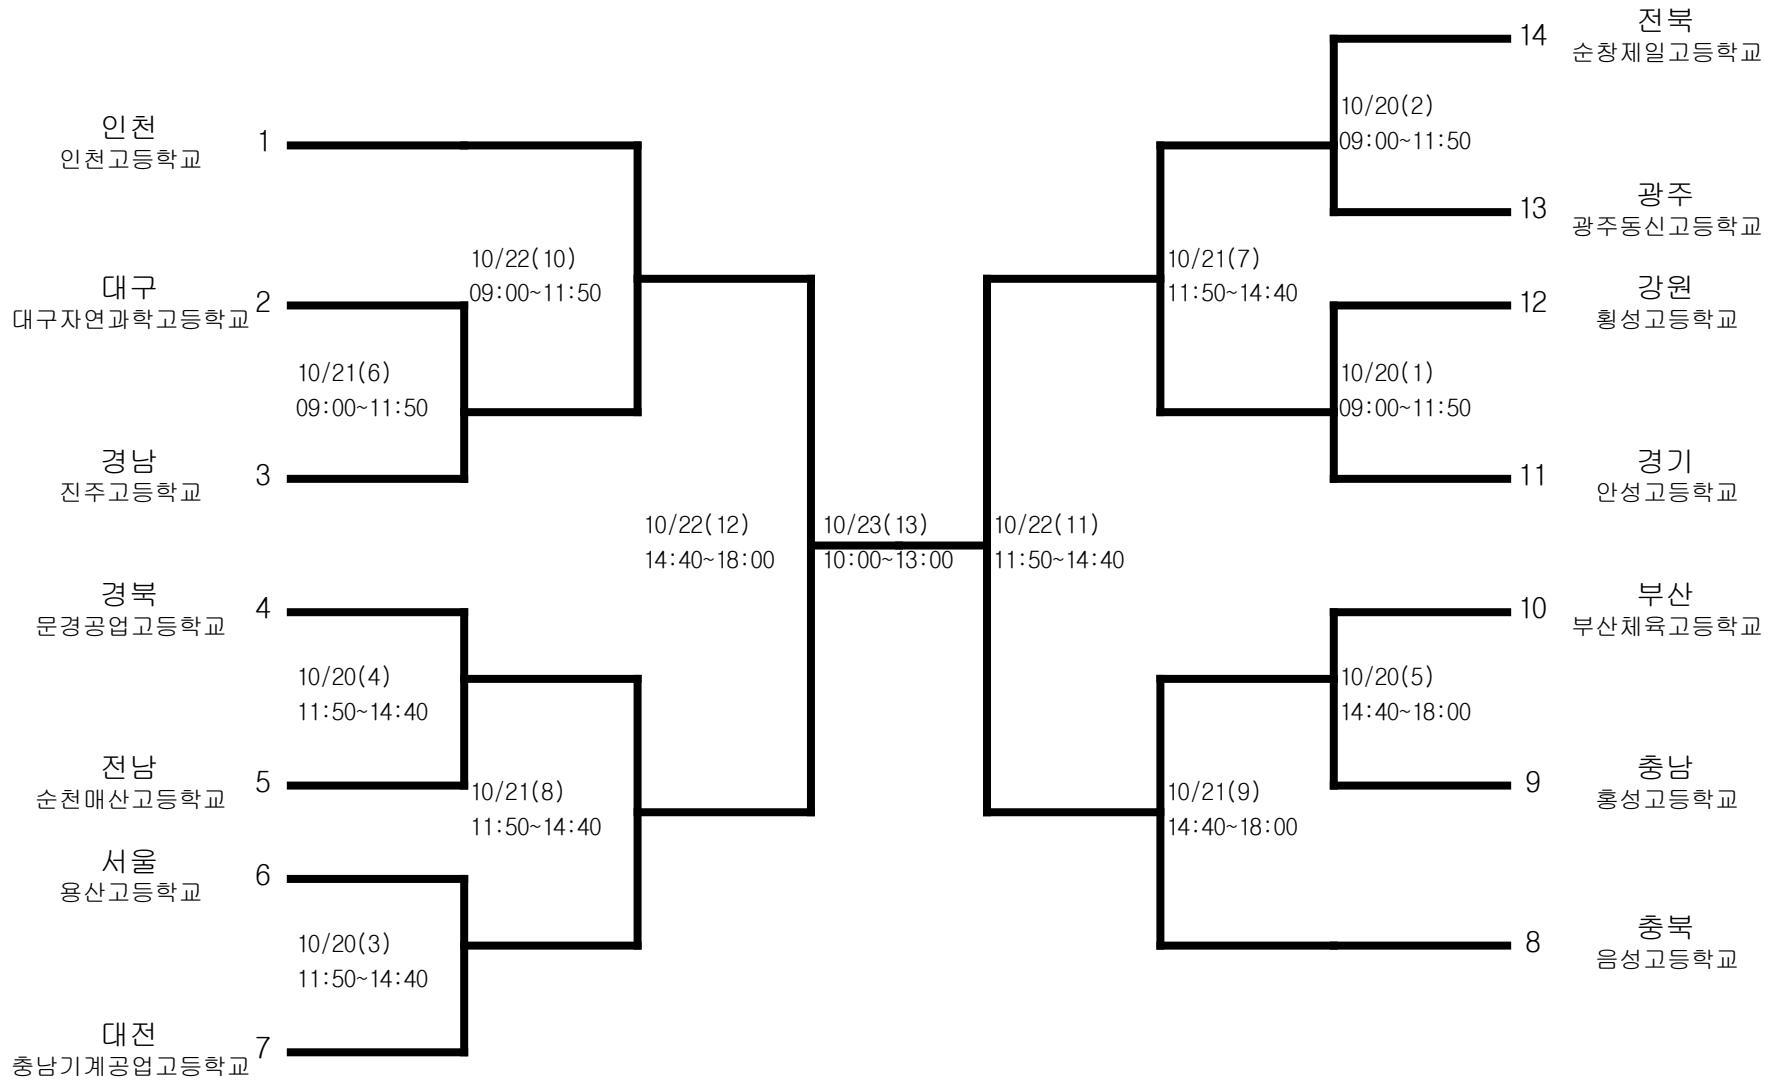 인천
인천고등학교
1
대구
대구자연과학고등학교
2
10/21(6)
09:00~11:50
경남
진주고등학교
3
10/22(10)
09:00~11:50
경북
문경공업고등학교
4
10/20(4)
11:50~14:40
전남
순천매산고등학교
5
10/21(8)
11:50~14:40
서울
용산고등학교
6
10/20(3)
11:50~14:40
대전
충남기계공업고등학교
7
10/22(12)
14:40~18:00
10/23(13)
10:00~13:00
10/22(11)
11:50~14:40
14
전북
순창제일고등학교
10/20(2)
09:00~11:50
13
광주
광주동신고등학교
10/21(7)
11:50~14:40
12
강원
횡성고등학교
10/20(1)
09:00~11:50
11
경기
안성고등학교
10
부산
부산체육고등학교
10/20(5)
14:40~18:00
9
충남
홍성고등학교
10/21(9)
14:40~18:00
8
충북
음성고등학교